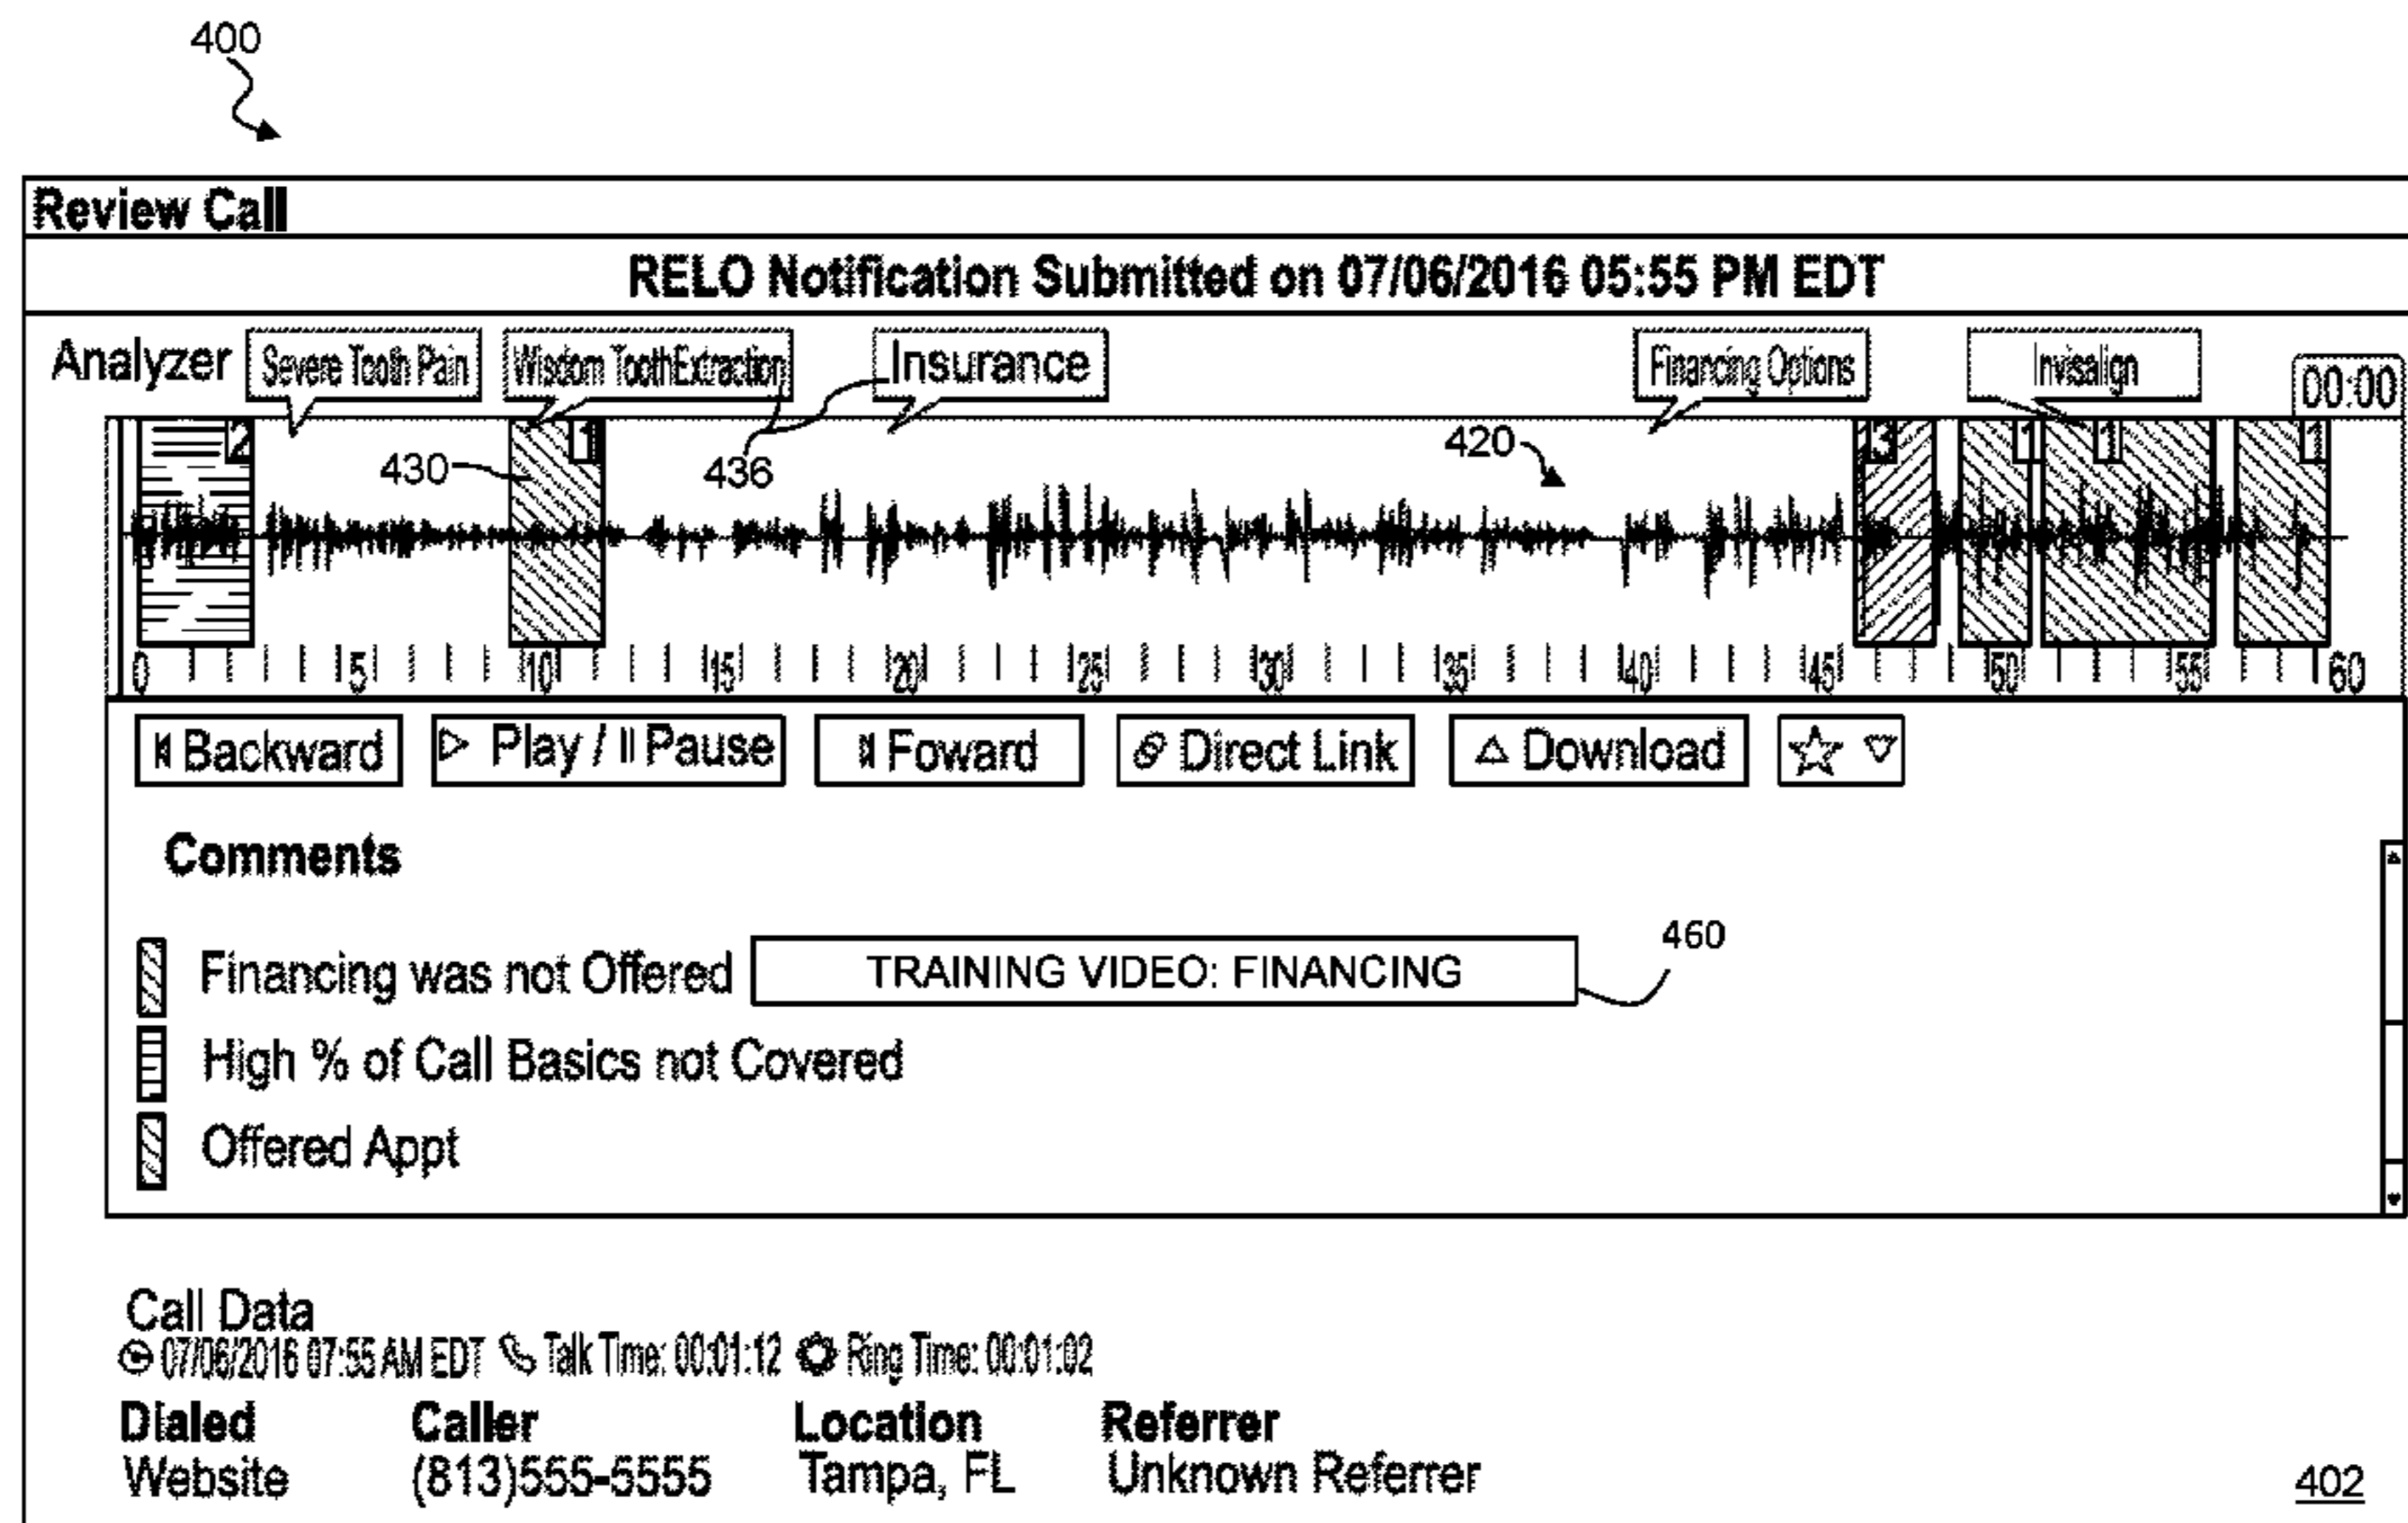 400
Review Call
RELO Notification Submitted on 07/06/2016 05:55 PM EDT
Analyzer Severe Tooth Pain Wisdom ToothExtraction Insurance Financing Options Invisalign 00:00
2 1 3 1 1 1
430 436 420
0 5 10 15 20 25 30 35 40 45 50 55 60
Backward Play / Pause Foward Direct Link Download
Comments
460
Financing was not Offered TRAINING VIDEO: FINANCING
High % of Call Basics not Covered
Offered Appt
Call Data
07/06/2016 07:55 AM EDT Talk Time: 00:01:12 Ring Time: 00:01:02
Dialed Caller Location Referrer
Website (813)555-5555 Tampa, FL Unknown Referrer
402